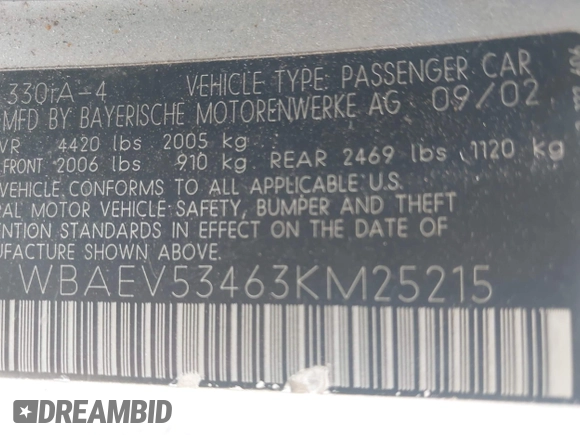 330iA-4 VEHICLE TYPE: PASSENGER CAR
MFD BY BAYERISCHE MOTORENWERKE AG 09/02
VR 4420 lbs 2005 kg
FRONT 2006 lbs 910 kg REAR 2469 lbs 1120 kg
VEHICLE CONFORMS TO ALL APPLICABLE U.S.
RAL MOTOR VEHICLE SAFETY, BUMPER AND THEFT
ENTION STANDARDS IN EFFECT ON THE DATE OF
UFACTURE SHOWN ABOVE.
WBAEV53463KM25215
DREAMBID